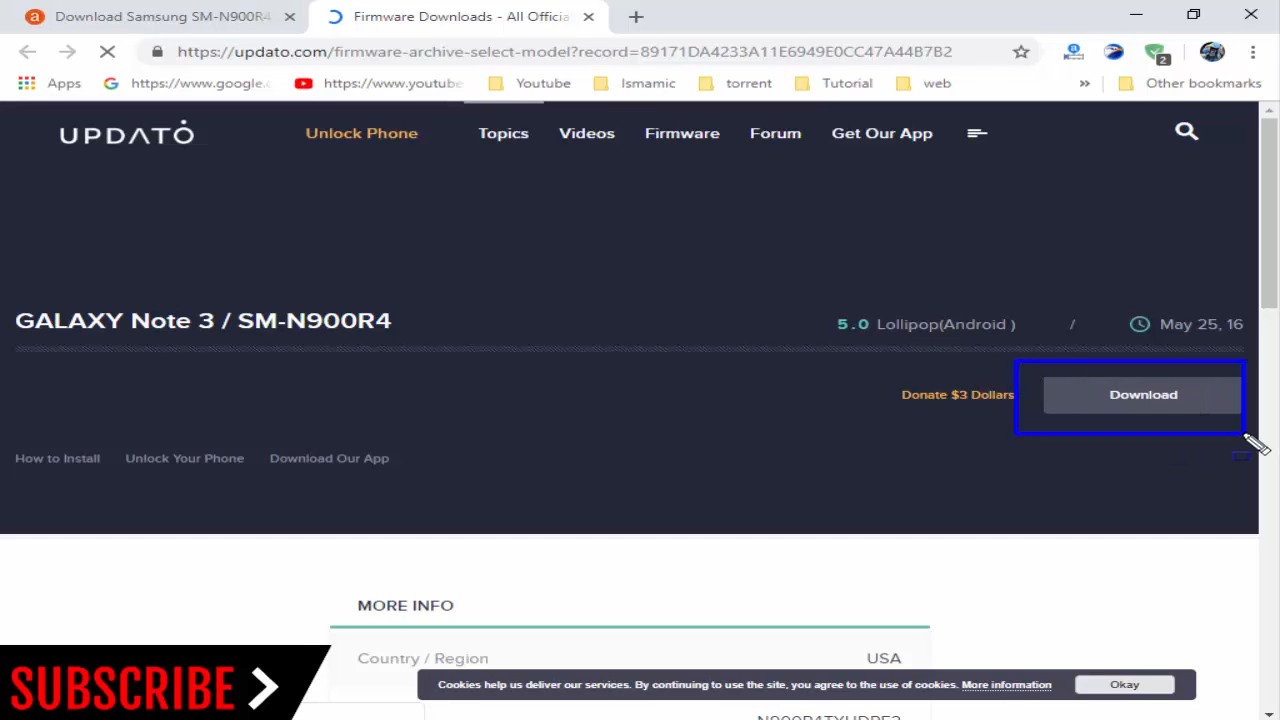 Download Samsung SM-N900R4
Firmware Downloads - All Officia
https://updato.com/firmware-archive-select-model?record=89171DA4233A11E6949E0CC47A44B7B2
2
Apps https://www.google.c https://www.youtube Youtube Ismamic torrent Tutorial web » Other bookmarks
UPDATO Unlock Phone Topics Videos Firmware Forum Get Our App
GALAXY Note 3 / SM-N900R4
5.0 Lollipop(Android ) / May 25, 16
Donate $3 Dollars Download
How to Install Unlock Your Phone Download Our App
MORE INFO
Country / Region USA
Cookies help us deliver our services. By continuing to use the site, you agree to the use of cookies. More information Okay
SUBSCRIBE